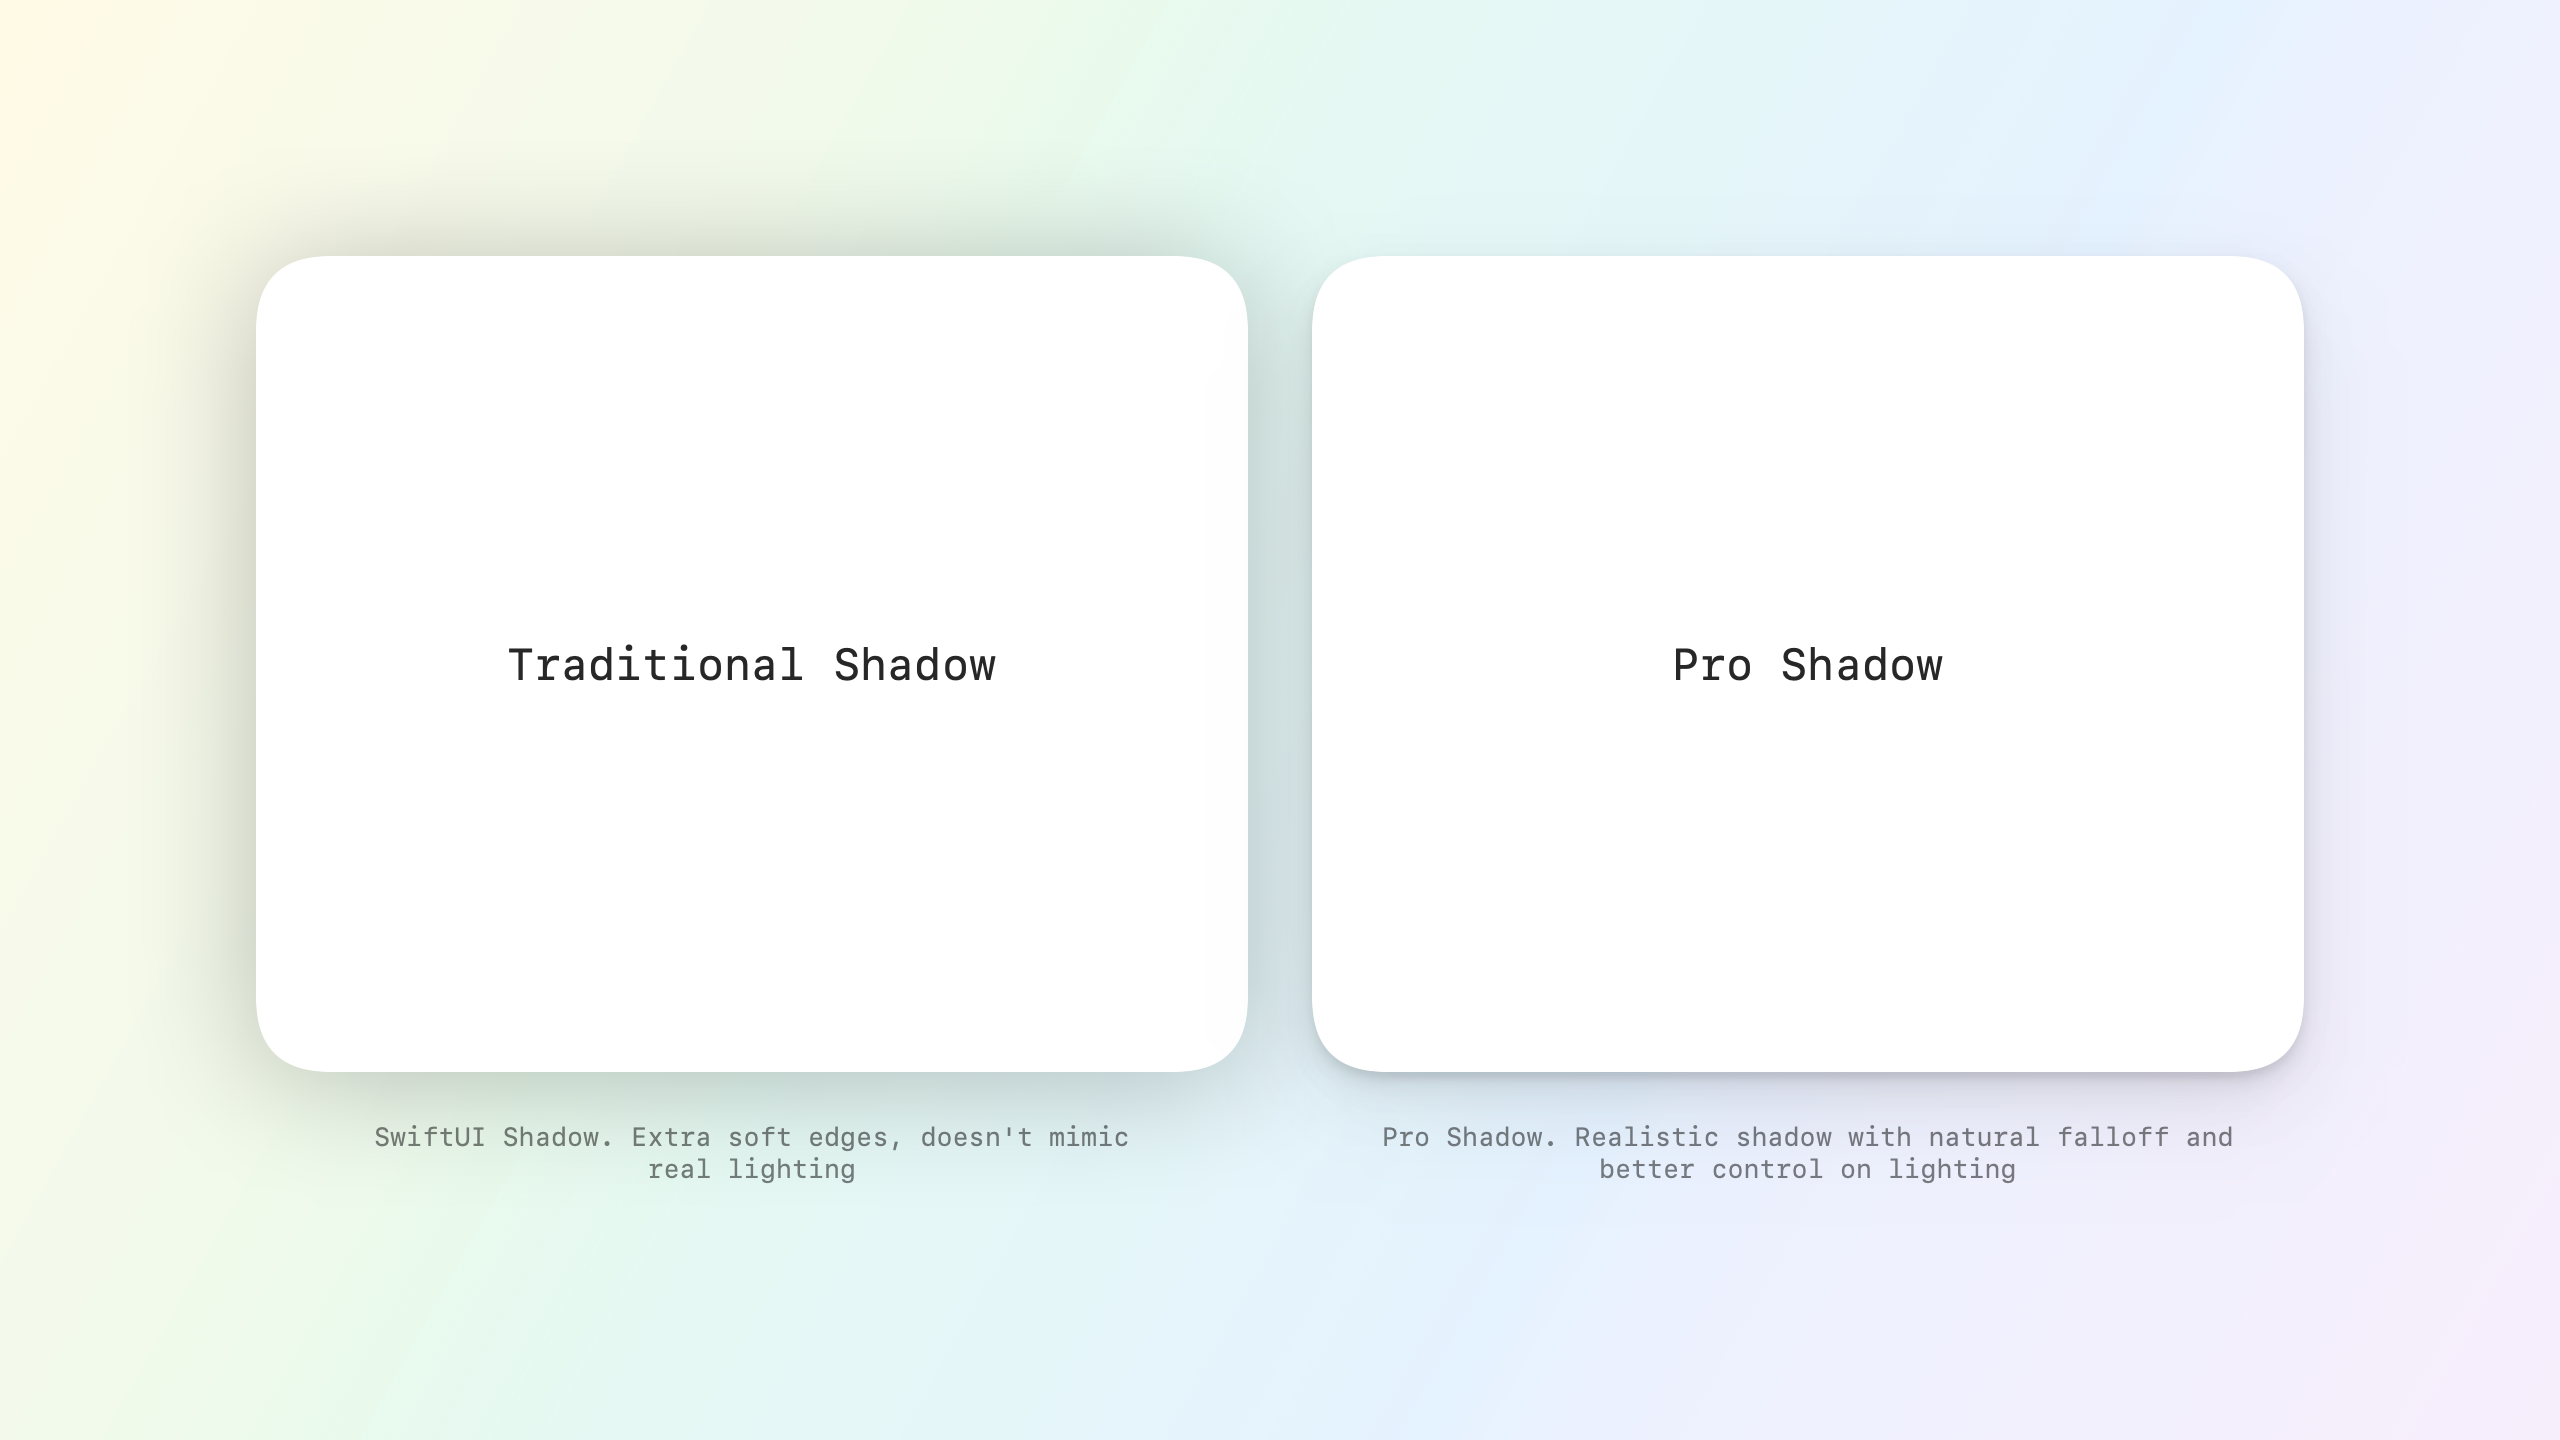 Traditional Shadow
SwiftUI Shadow. Extra soft edges, doesn't mimic
real lighting
Pro Shadow
Pro Shadow. Realistic shadow with natural falloff and
better control on lighting